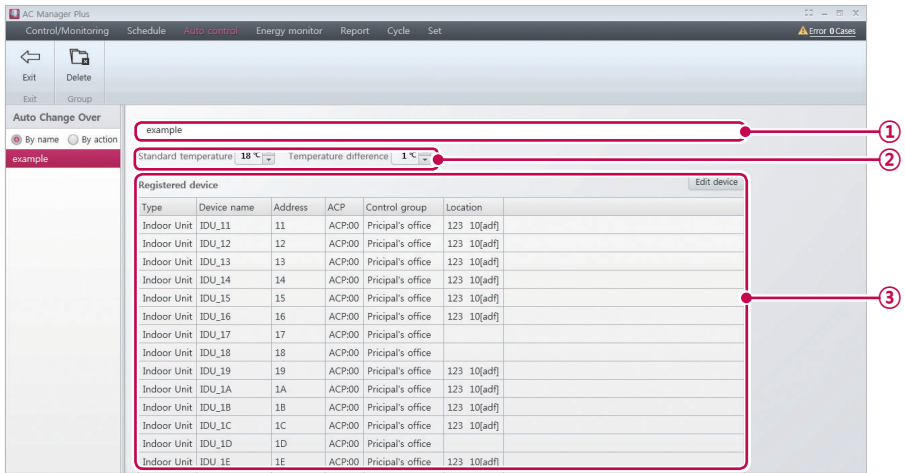 AC Manager Plus
Control/Monitoring Schedule Auto control Energy monitor Report Cycle Set Error 0 Cases
Exit Delete
Exit Group
Auto Change Over
By name By action
example
example
①
Standard temperature 18 ℃ Temperature difference 1 ℃
②
Registered device Edit device
Type Device name Address ACP Control group Location
Indoor Unit IDU_11 11 ACP:00 Pricipal's office 123 10[adf]
Indoor Unit IDU_12 12 ACP:00 Pricipal's office 123 10[adf]
Indoor Unit IDU_13 13 ACP:00 Pricipal's office 123 10[adf]
Indoor Unit IDU_14 14 ACP:00 Pricipal's office 123 10[adf]
Indoor Unit IDU_15 15 ACP:00 Pricipal's office 123 10[adf]
③
Indoor Unit IDU_16 16 ACP:00 Pricipal's office 123 10[adf]
Indoor Unit IDU_17 17 ACP:00 Pricipal's office
Indoor Unit IDU_18 18 ACP:00 Pricipal's office
Indoor Unit IDU_19 19 ACP:00 Pricipal's office 123 10[adf]
Indoor Unit IDU_1A 1A ACP:00 Pricipal's office 123 10[adf]
Indoor Unit IDU_1B 1B ACP:00 Pricipal's office 123 10[adf]
Indoor Unit IDU_1C 1C ACP:00 Pricipal's office 123 10[adf]
Indoor Unit IDU_1D 1D ACP:00 Pricipal's office
Indoor Unit IDU_1E 1E ACP:00 Pricipal's office 123 10[adf]